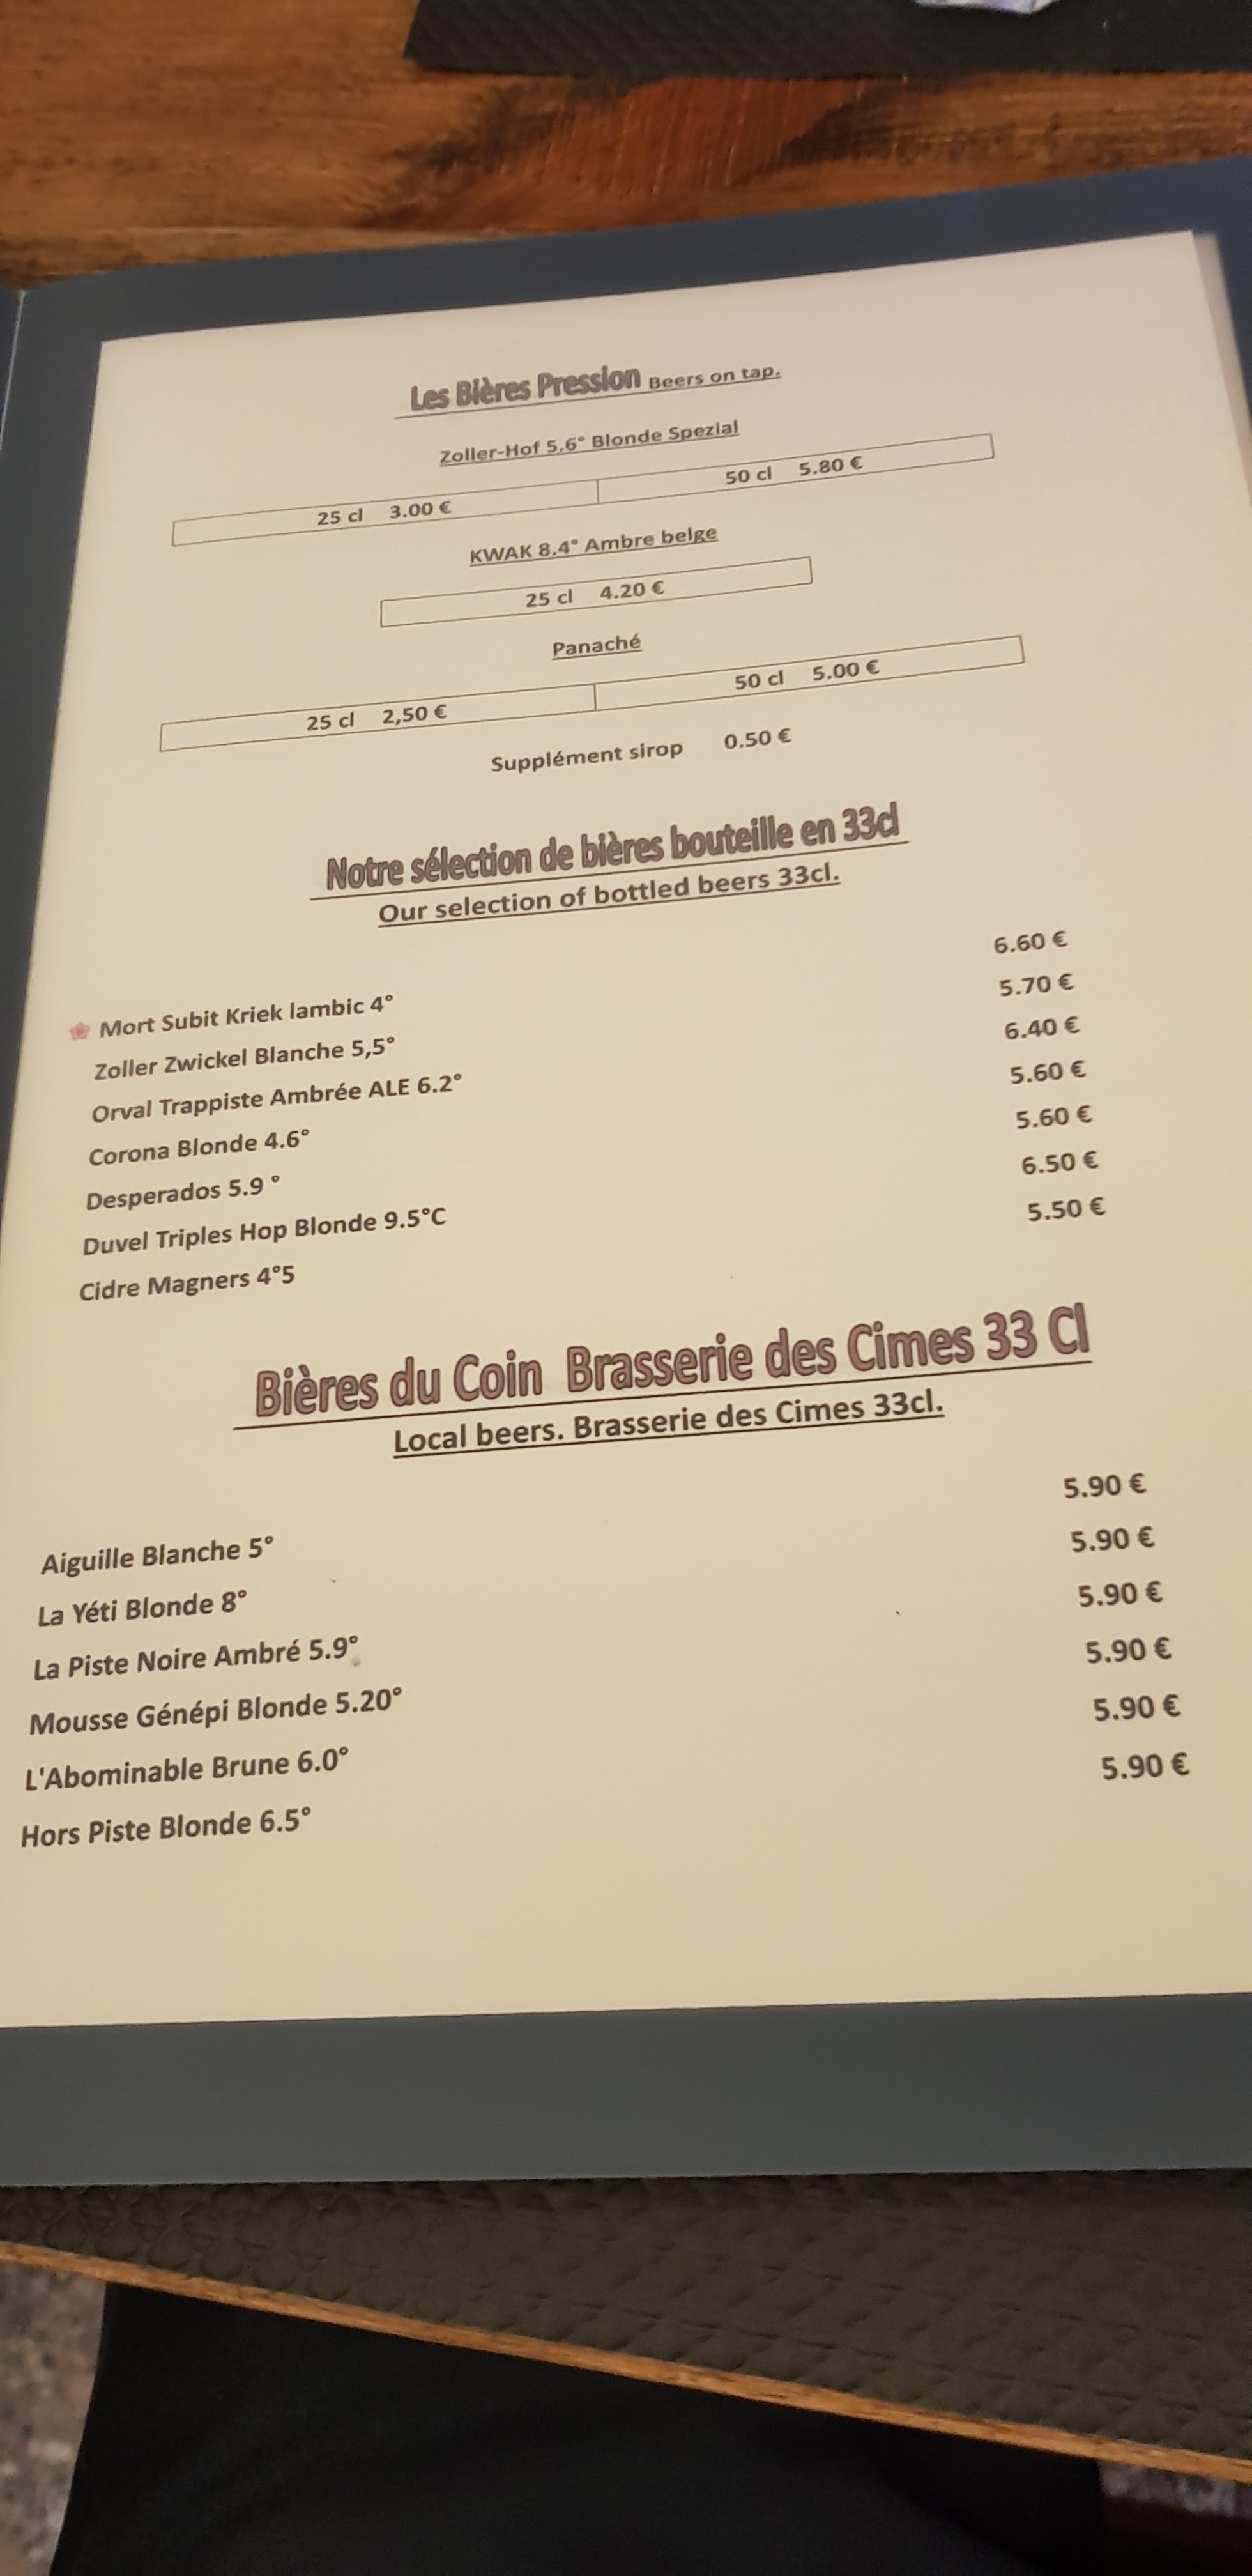 Les Bières Pression Beers on tap.
Zoller-Hof 5.6° Blonde Spezial
25 cl 3.00 € 50 cl 5.80 €
KWAK 8.4° Ambre belge
25 cl 4.20 €
Panaché
25 cl 2,50 € 50 cl 5.00 €
Supplément sirop 0.50 €
Notre sélection de bières bouteille en 33cl
Our selection of bottled beers 33cl.
Mort Subit Kriek lambic 4° 6.60 €
Zoller Zwickel Blanche 5,5° 5.70 €
Orval Trappiste Ambrée ALE 6.2° 6.40 €
Corona Blonde 4.6° 5.60 €
Desperados 5.9 ° 5.60 €
Duvel Triples Hop Blonde 9.5°C 6.50 €
Cidre Magners 4°5 5.50 €
Bières du Coin Brasserie des Cimes 33 Cl
Local beers. Brasserie des Cimes 33cl.
Aiguille Blanche 5° 5.90 €
La Yéti Blonde 8° 5.90 €
La Piste Noire Ambré 5.9° 5.90 €
Mousse Génépi Blonde 5.20° 5.90 €
L'Abominable Brune 6.0° 5.90 €
Hors Piste Blonde 6.5° 5.90 €